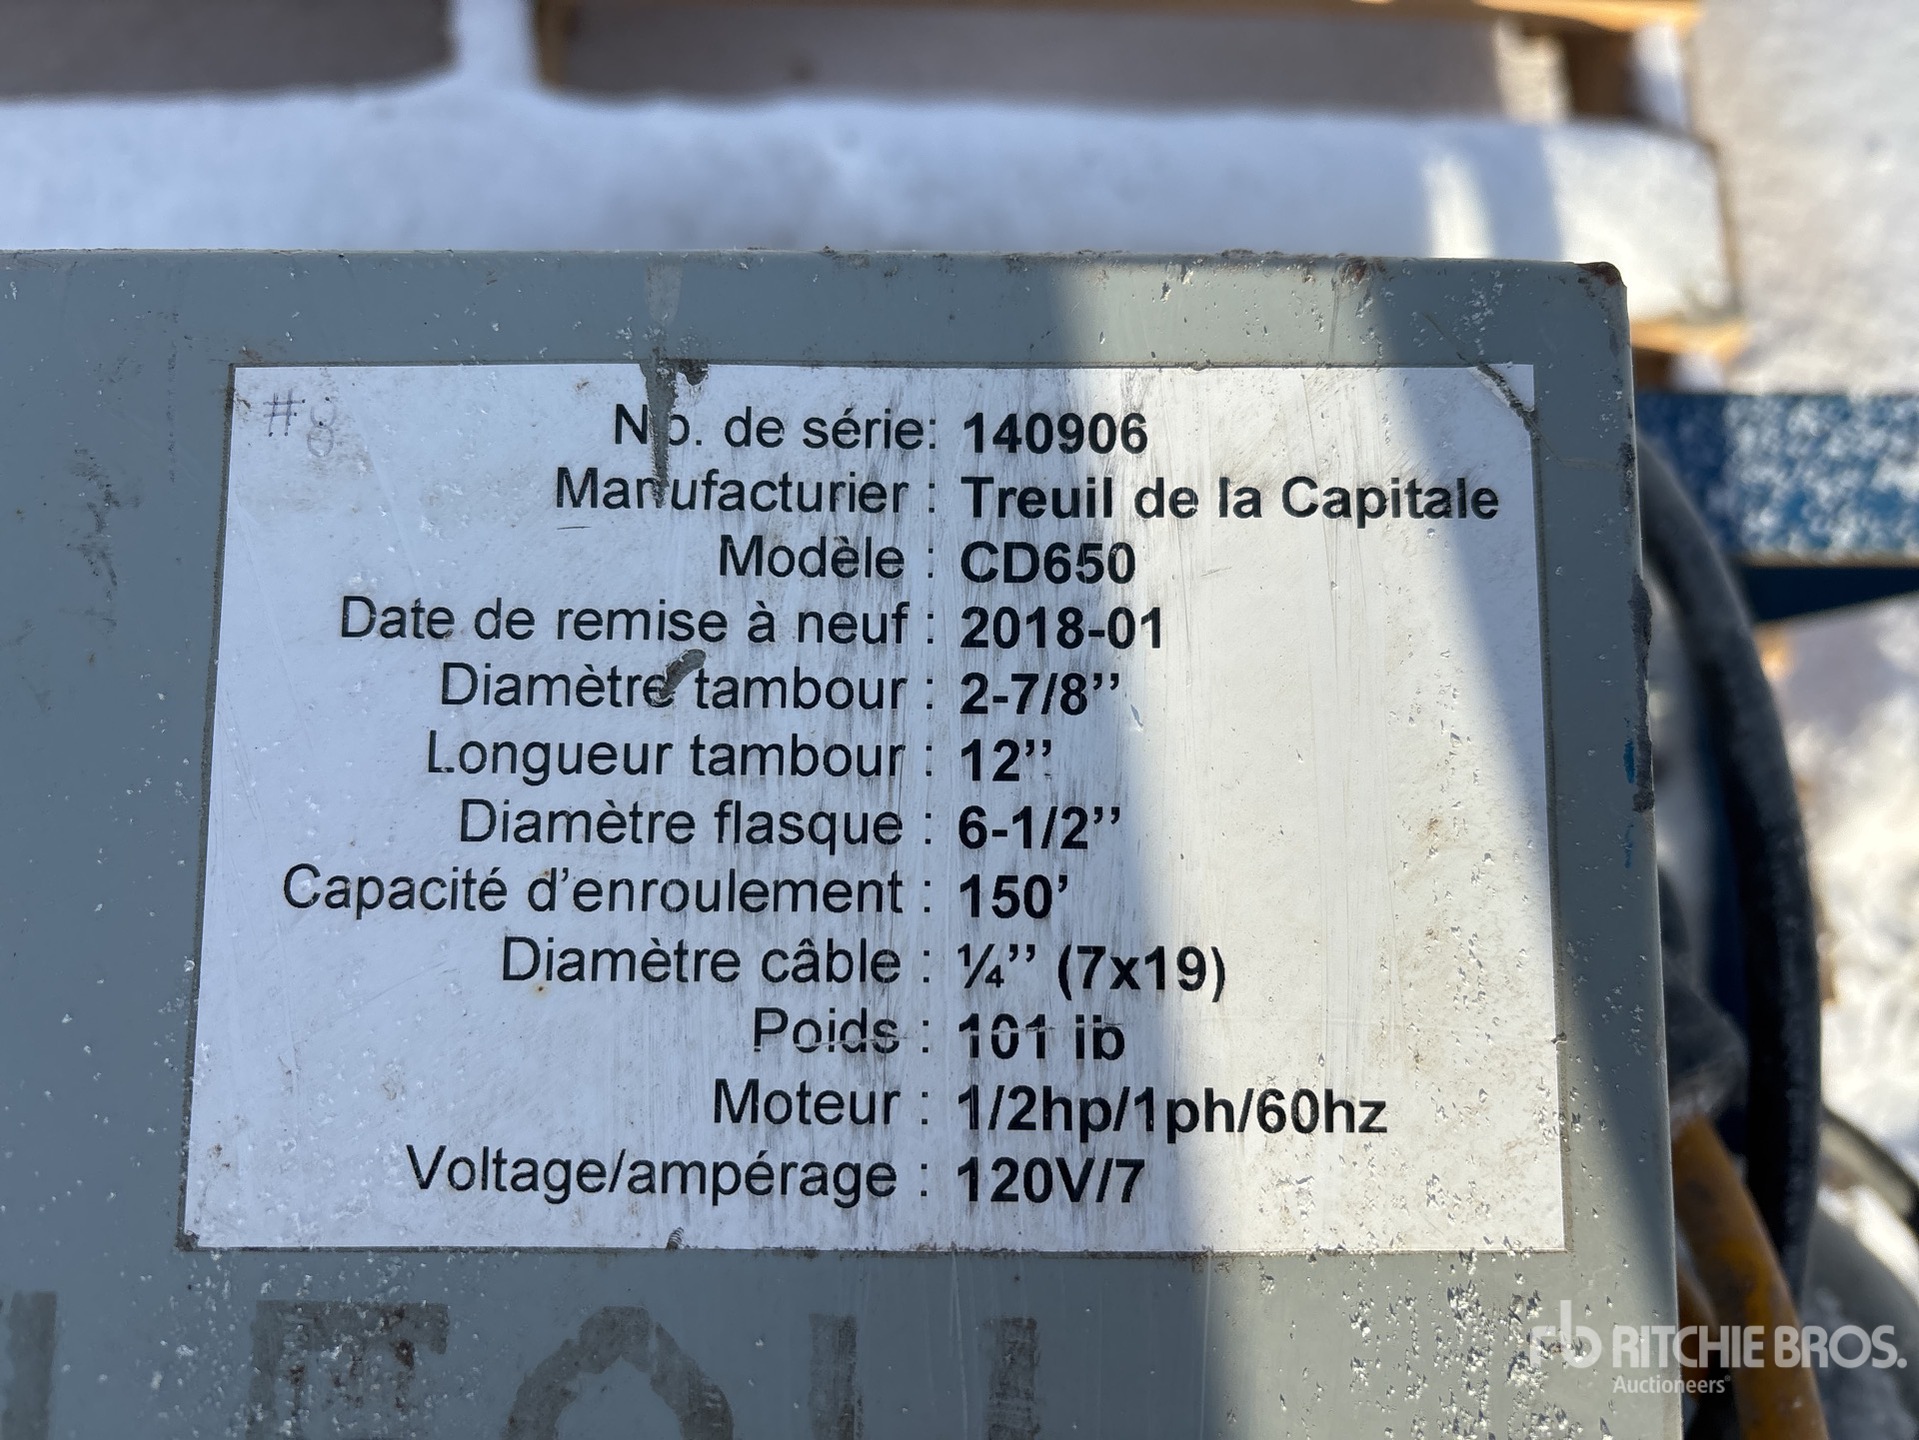 #8
No. de série: 140906
Manufacturier : Treuil de la Capitale
Modèle : CD650
Date de remise à neuf : 2018-01
Diamètre tambour : 2-7/8’’
Longueur tambour : 12’’
Diamètre flasque : 6-1/2’’
Capacité d’enroulement : 150’
Diamètre câble : ¼’’ (7x19)
Poids : 101 lb
Moteur : 1/2hp/1ph/60hz
Voltage/ampérage : 120V/7
rb RITCHIE BROS.
Auctioneers